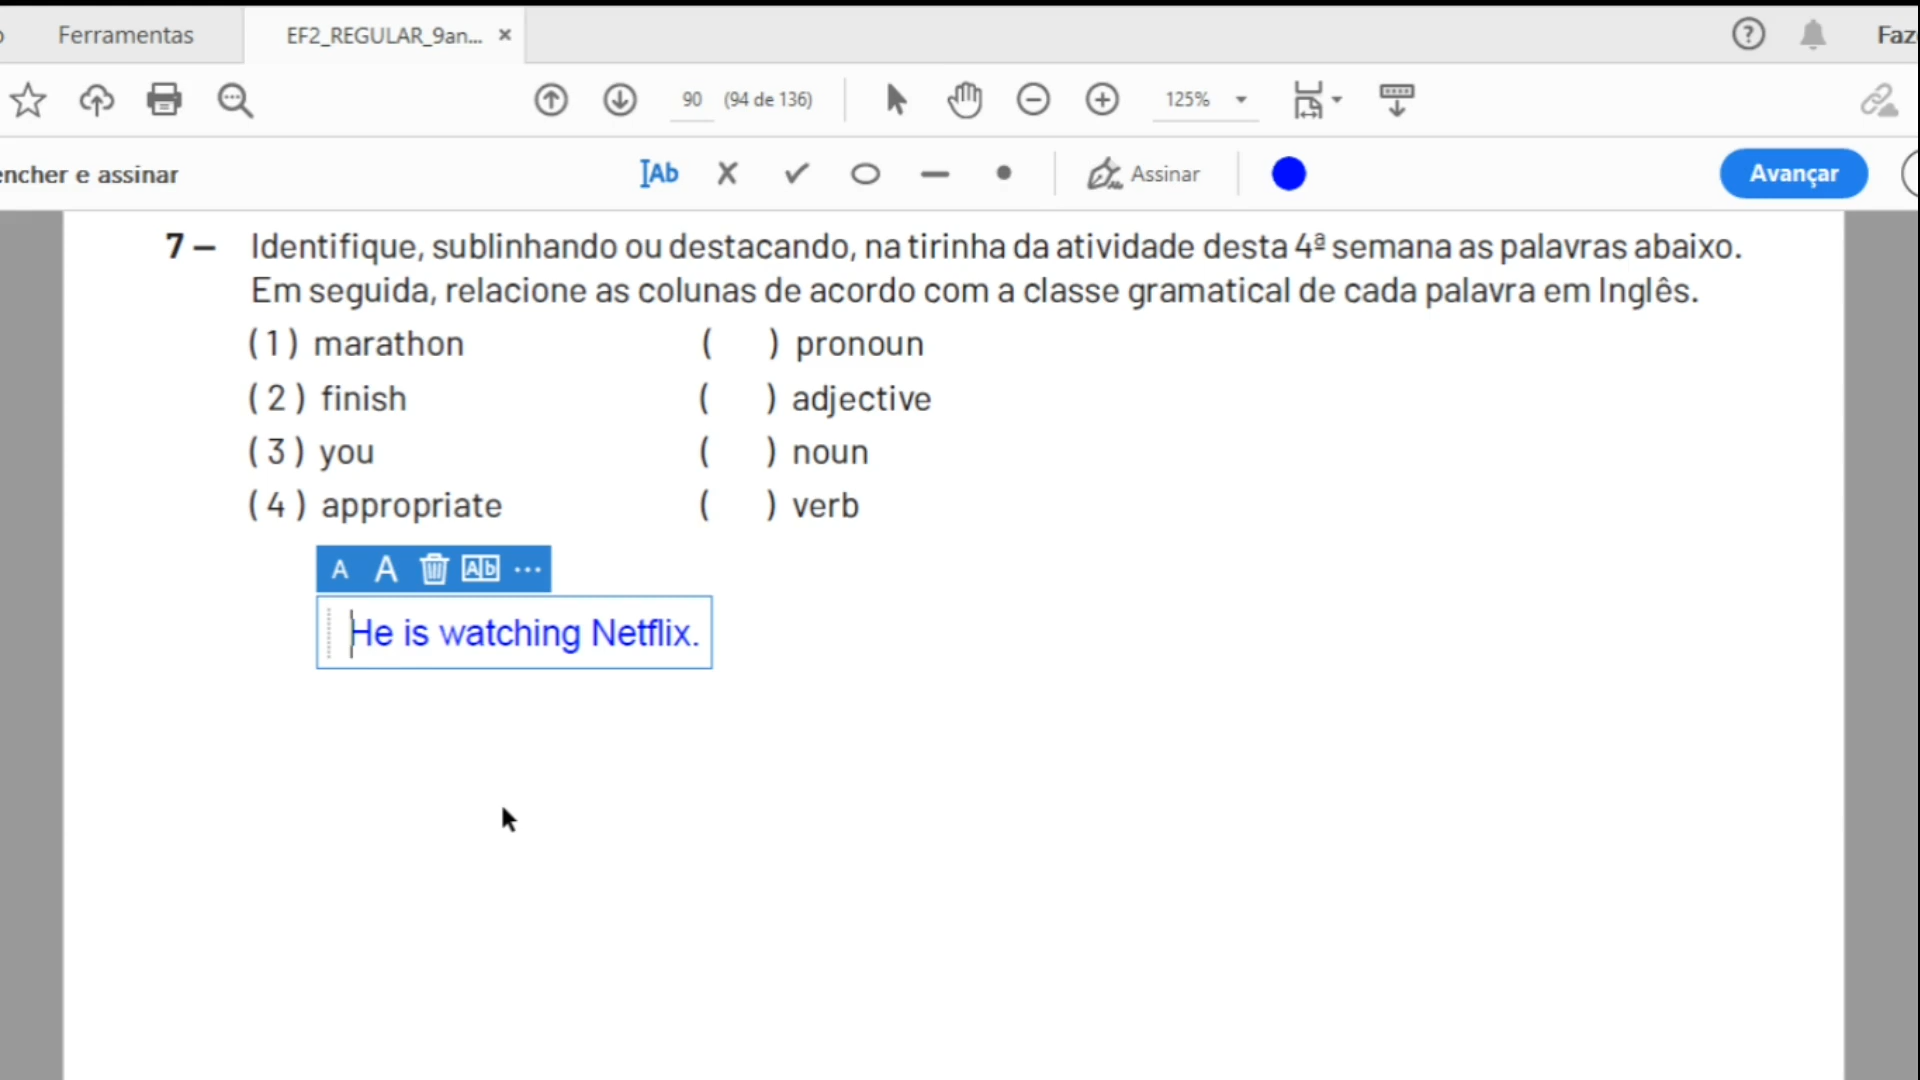 Ferramentas EF2_REGULAR_9an... × ? Faz
90 (94 de 136) 125%
encher e assinar Ab Assinar Avançar
7 – Identifique, sublinhando ou destacando, na tirinha da atividade desta 4ª semana as palavras abaixo.
Em seguida, relacione as colunas de acordo com a classe gramatical de cada palavra em Inglês.
( 1 ) marathon ( ) pronoun
( 2 ) finish ( ) adjective
( 3 ) you ( ) noun
( 4 ) appropriate ( ) verb
A A Ab ...
He is watching Netflix.